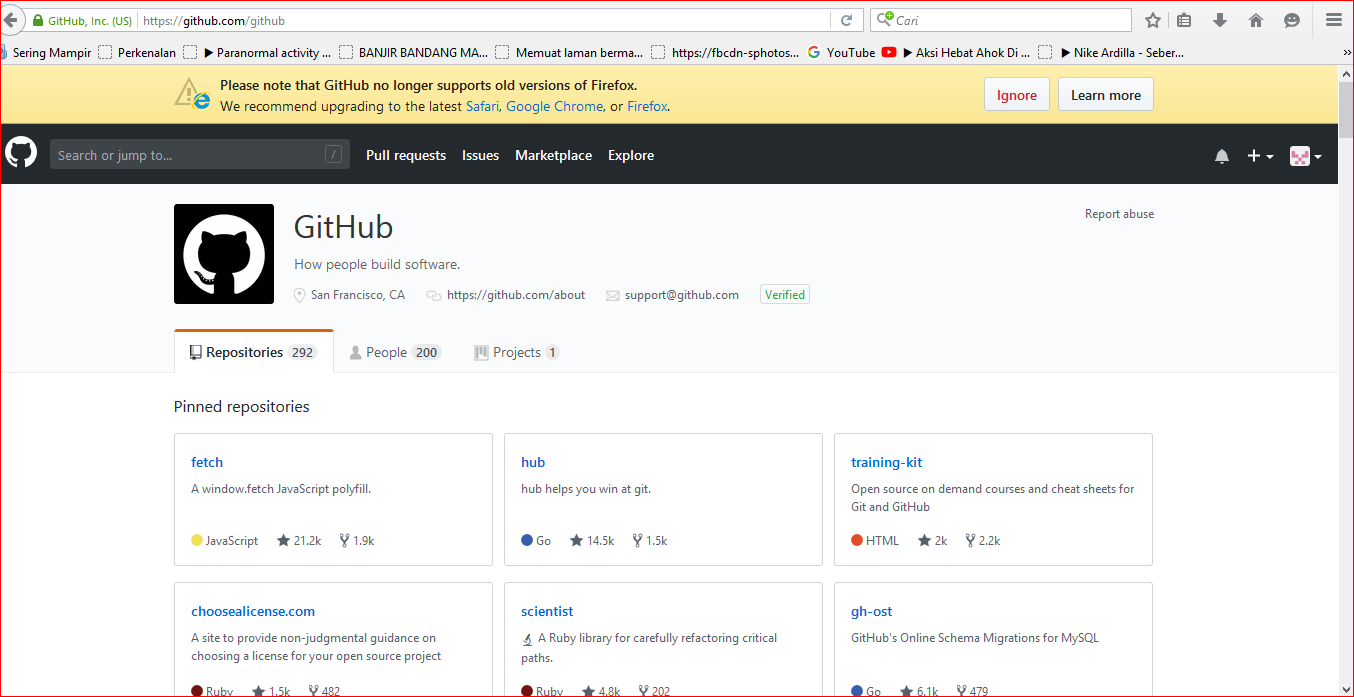 GitHub, Inc. (US) https://github.com/github Cari
Sering Mampir Perkenalan ▶ Paranormal activity ... BANJIR BANDANG MA... Memuat laman berma... https://fbcdn-sphotos... YouTube ▶ Aksi Hebat Ahok Di ... ▶ Nike Ardilla - Seber... »
Please note that GitHub no longer supports old versions of Firefox.
We recommend upgrading to the latest Safari, Google Chrome, or Firefox.
Ignore Learn more
Search or jump to... / Pull requests Issues Marketplace Explore
GitHub
Report abuse
How people build software.
San Francisco, CA https://github.com/about support@github.com Verified
Repositories 292 People 200 Projects 1
Pinned repositories
fetch
A window.fetch JavaScript polyfill.
JavaScript 21.2k 1.9k
hub
hub helps you win at git.
Go 14.5k 1.5k
training-kit
Open source on demand courses and cheat sheets for
Git and GitHub
HTML 2k 2.2k
choosealicense.com
A site to provide non-judgmental guidance on
choosing a license for your open source project
Ruby 1.5k 482
scientist
🔬 A Ruby library for carefully refactoring critical
paths.
Ruby 4.8k 202
gh-ost
GitHub's Online Schema Migrations for MySQL
Go 6.1k 479